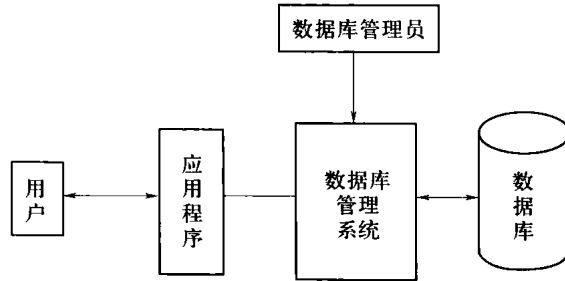 数据库管理员
用户
应用程序
数据库
管理
系统
数据库